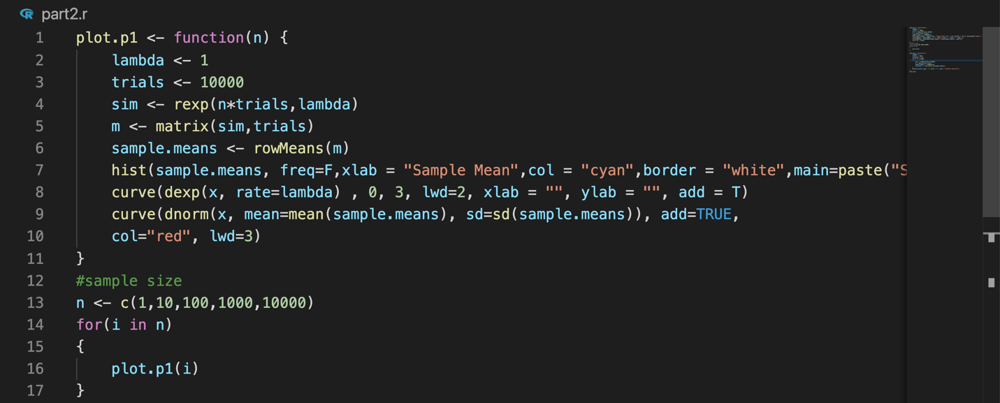 part2.r
1 plot.p1 <- function(n) {
2 lambda <- 1
3 trials <- 10000
4 sim <- rexp(n*trials,lambda)
5 m <- matrix(sim,trials)
6 sample.means <- rowMeans(m)
7 hist(sample.means, freq=F,xlab = "Sample Mean",col = "cyan",border = "white",main=paste("S
8 curve(dexp(x, rate=lambda) , 0, 3, lwd=2, xlab = "", ylab = "", add = T)
9 curve(dnorm(x, mean=mean(sample.means), sd=sd(sample.means)), add=TRUE,
10 col="red", lwd=3)
11 }
12 #sample size
13 n <- c(1,10,100,1000,10000)
14 for(i in n)
15 {
16 plot.p1(i)
17 }